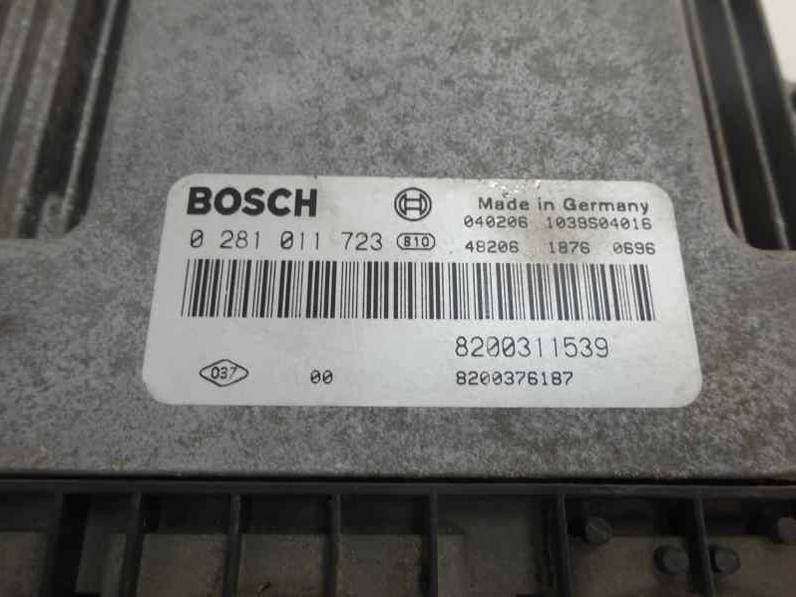 BOSCH
Made in Germany
040206 1039S04016
0 281 011 723 810
48206 1876 0696
8200311539
037 00 8200376187